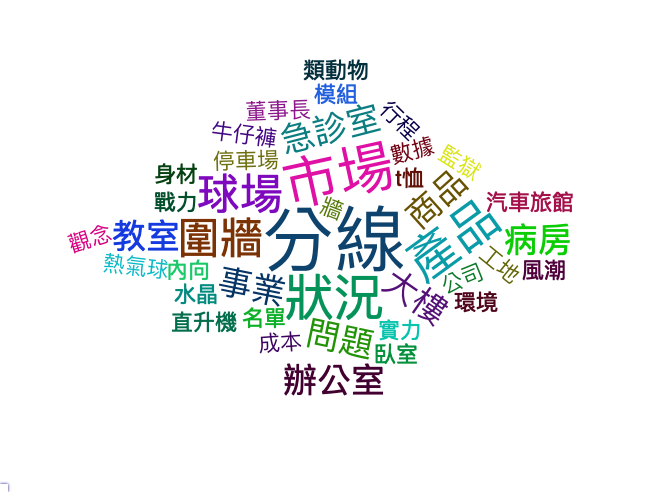 類動物
模組
董事長
行程
牛仔褲
急診室
停車場
市場
數據
監獄
身材
t恤
戰力
球場
牆
商品
汽車旅館
觀念
教室
圍牆
分線
產品
病房
熱氣球
內向
事業
狀況
大樓
公司
工地
風潮
水晶
環境
直升機
名單
問題
實力
成本
臥室
辦公室